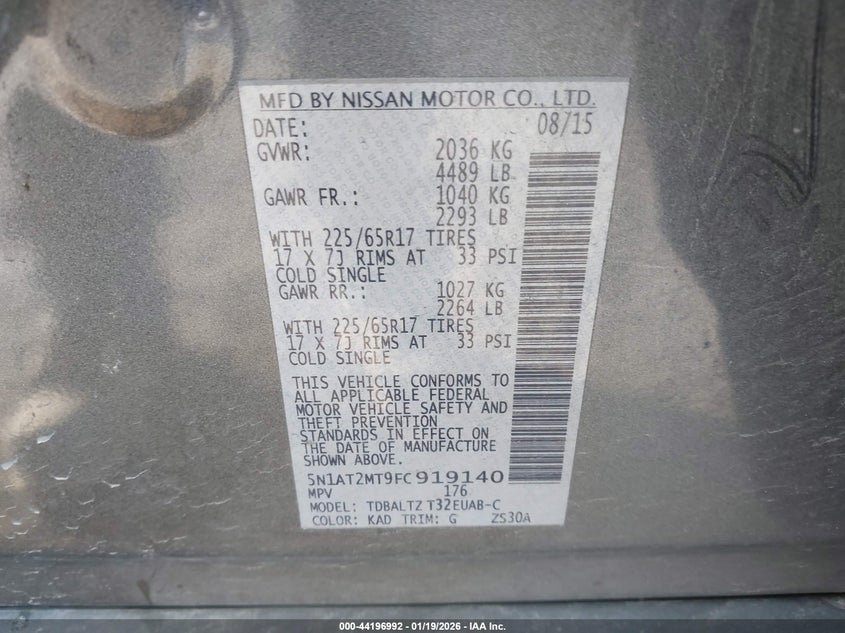 MFD BY NISSAN MOTOR CO., LTD.
DATE: 08/15
GVWR: 2036 KG
4489 LB
GAWR FR.: 1040 KG
2293 LB
WITH 225/65R17 TIRES
17 X 7J RIMS AT 33 PSI
COLD SINGLE
GAWR RR.: 1027 KG
2264 LB
WITH 225/65R17 TIRES
17 X 7J RIMS AT 33 PSI
COLD SINGLE
THIS VEHICLE CONFORMS TO
ALL APPLICABLE FEDERAL
MOTOR VEHICLE SAFETY AND
THEFT PREVENTION
STANDARDS IN EFFECT ON
THE DATE OF MANUFACTURE
SHOWN ABOVE.
5N1AT2MT9FC919140
MPV 176
MODEL: TDBALTZ T32EUAB-C
COLOR: KAD TRIM: G ZS30A
000-44196992 - 01/19/2026 - IAA Inc.